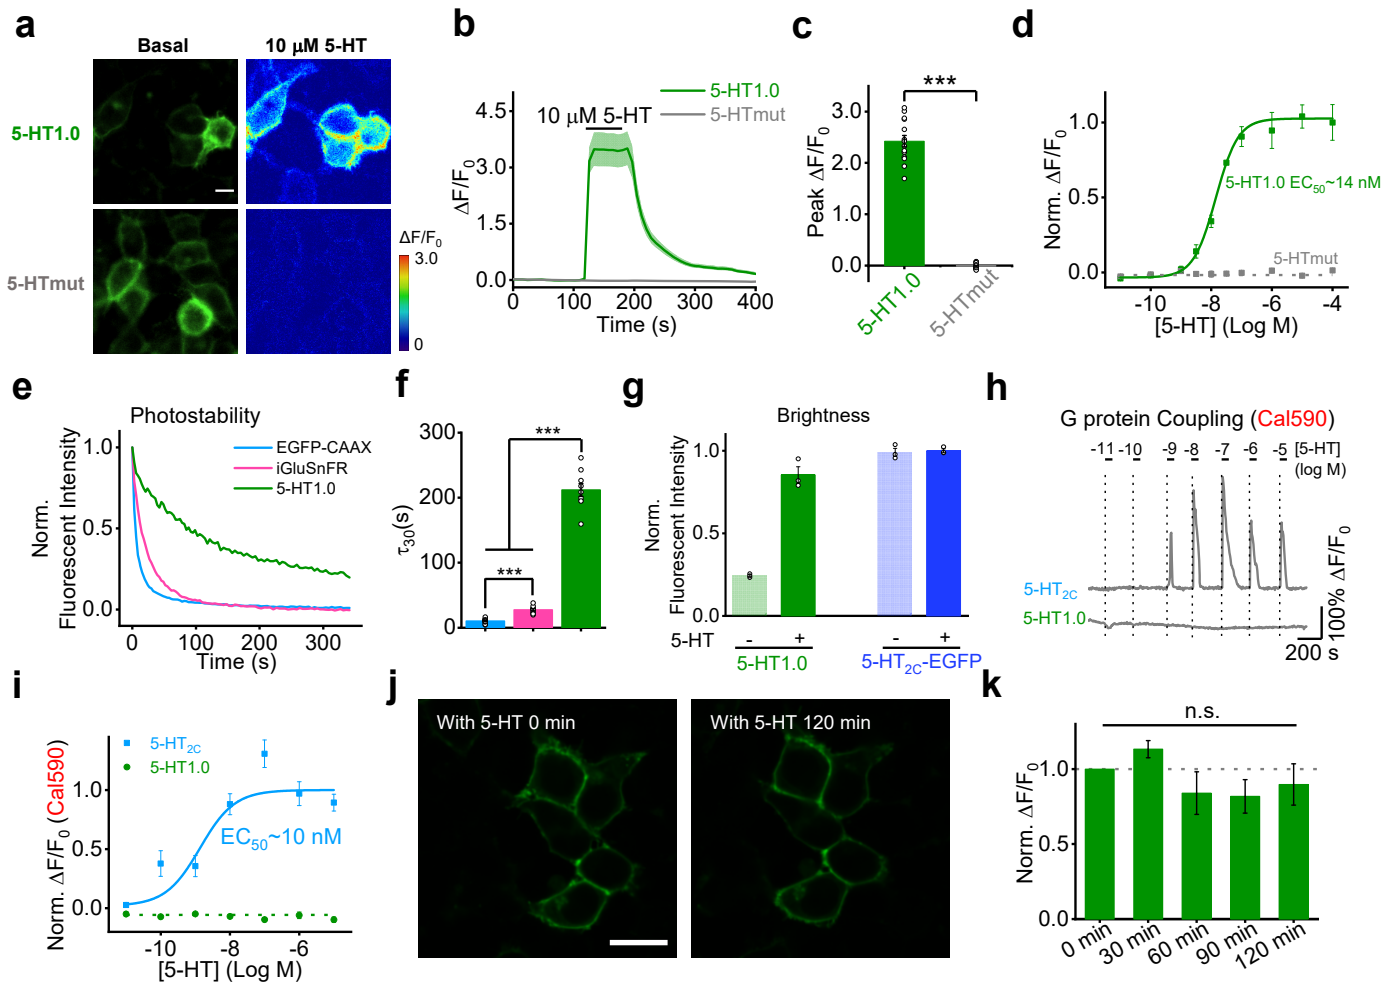 a
Basal
10 μM 5-HT
5-HT1.0
5-HTmut
ΔF/F0
3.0
0
b
5-HT1.0
5-HTmut
10 μM 5-HT
ΔF/F0
4.5
3.0
1.5
0.0
0 100 200 300 400
Time (s)
c
***
Peak ΔF/F0
3.0
2.0
1.0
0.0
5-HT1.0
5-HTmut
d
Norm. ΔF/F0
1.0
0.5
0.0
5-HT1.0 EC50~14 nM
5-HTmut
-10 -8 -6 -4
[5-HT] (Log M)
e
Photostability
EGFP-CAAX
iGluSnFR
5-HT1.0
Norm.
Fluorescent Intensity
1.0
0.5
0.0
0 100 200 300
Time (s)
f
τ30(s)
300
200
100
0
***
***
g
Brightness
Norm.
Fluorescent Intensity
1.0
0.5
0.0
5-HT - + - +
5-HT1.0
5-HT2C-EGFP
h
G protein Coupling (Cal590)
-11 -10 -9 -8 -7 -6 -5 [5-HT]
(log M)
5-HT2C
5-HT1.0
100% ΔF/F0
200 s
i
5-HT2C
5-HT1.0
Norm. ΔF/F0 (Cal590)
1.0
0.5
0.0
EC50~10 nM
-10 -8 -6
[5-HT] (Log M)
j
With 5-HT 0 min
With 5-HT 120 min
k
n.s.
Norm. ΔF/F0
1.0
0.5
0.0
0 min
30 min
60 min
90 min
120 min